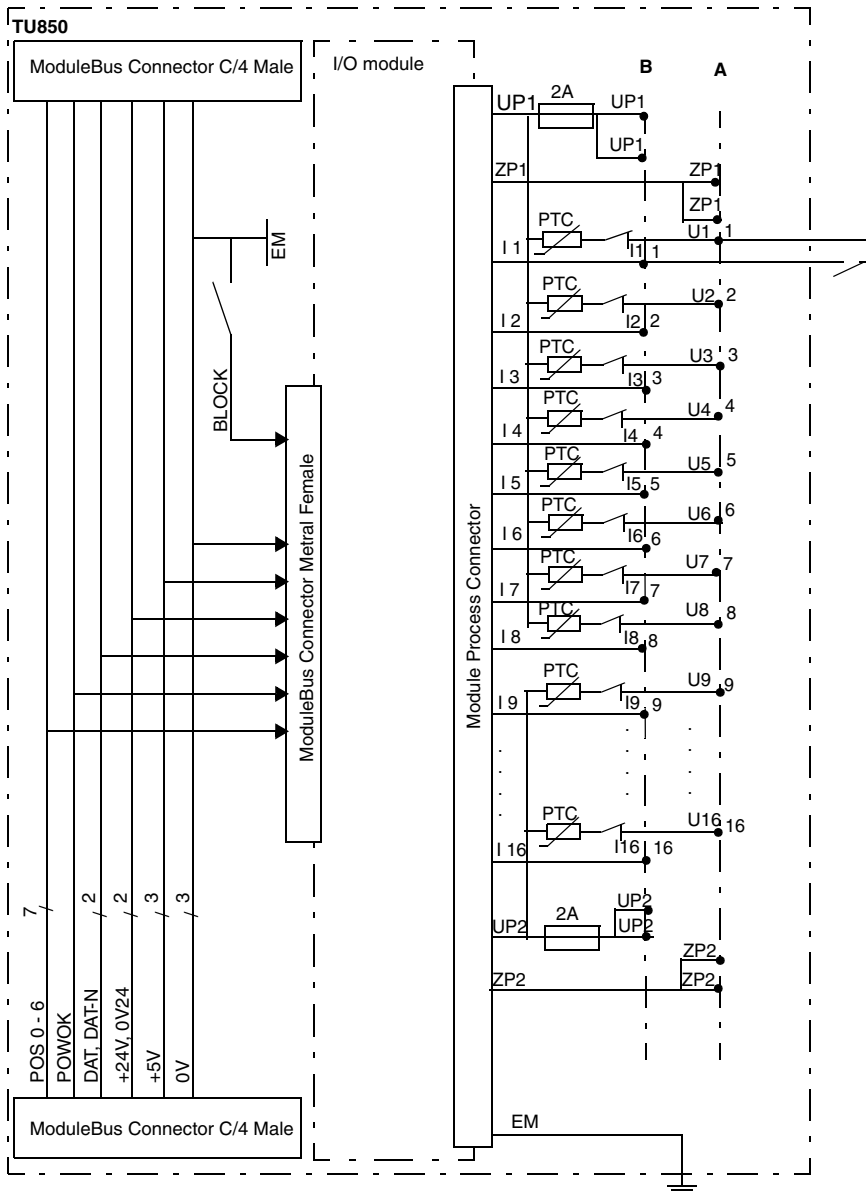 TU850
ModuleBus Connector C/4 Male
I/O module
B
A
UP1
2A
UP1
UP1
ZP1
ZP1
ZP1
PTC
U1
1
I 1
I1
1
EM
PTC
U2
2
I 2
I2
2
PTC
U3
3
I 3
I3
3
BLOCK
PTC
U4
4
I 4
I4
4
PTC
U5
5
I 5
I5
5
PTC
U6
6
I 6
I6
6
PTC
U7
7
I 7
I7
7
PTC
U8
8
I 8
I8
8
PTC
U9
9
I 9
I9
9
ModuleBus Connector Metral Female
Module Process Connector
PTC
U16
16
I 16
I16
16
7
2
2
3
3
UP2
UP2
2A
UP2
ZP2
ZP2
ZP2
POS 0 - 6
POWOK
DAT, DAT-N
+24V, 0V24
+5V
0V
ModuleBus Connector C/4 Male
EM